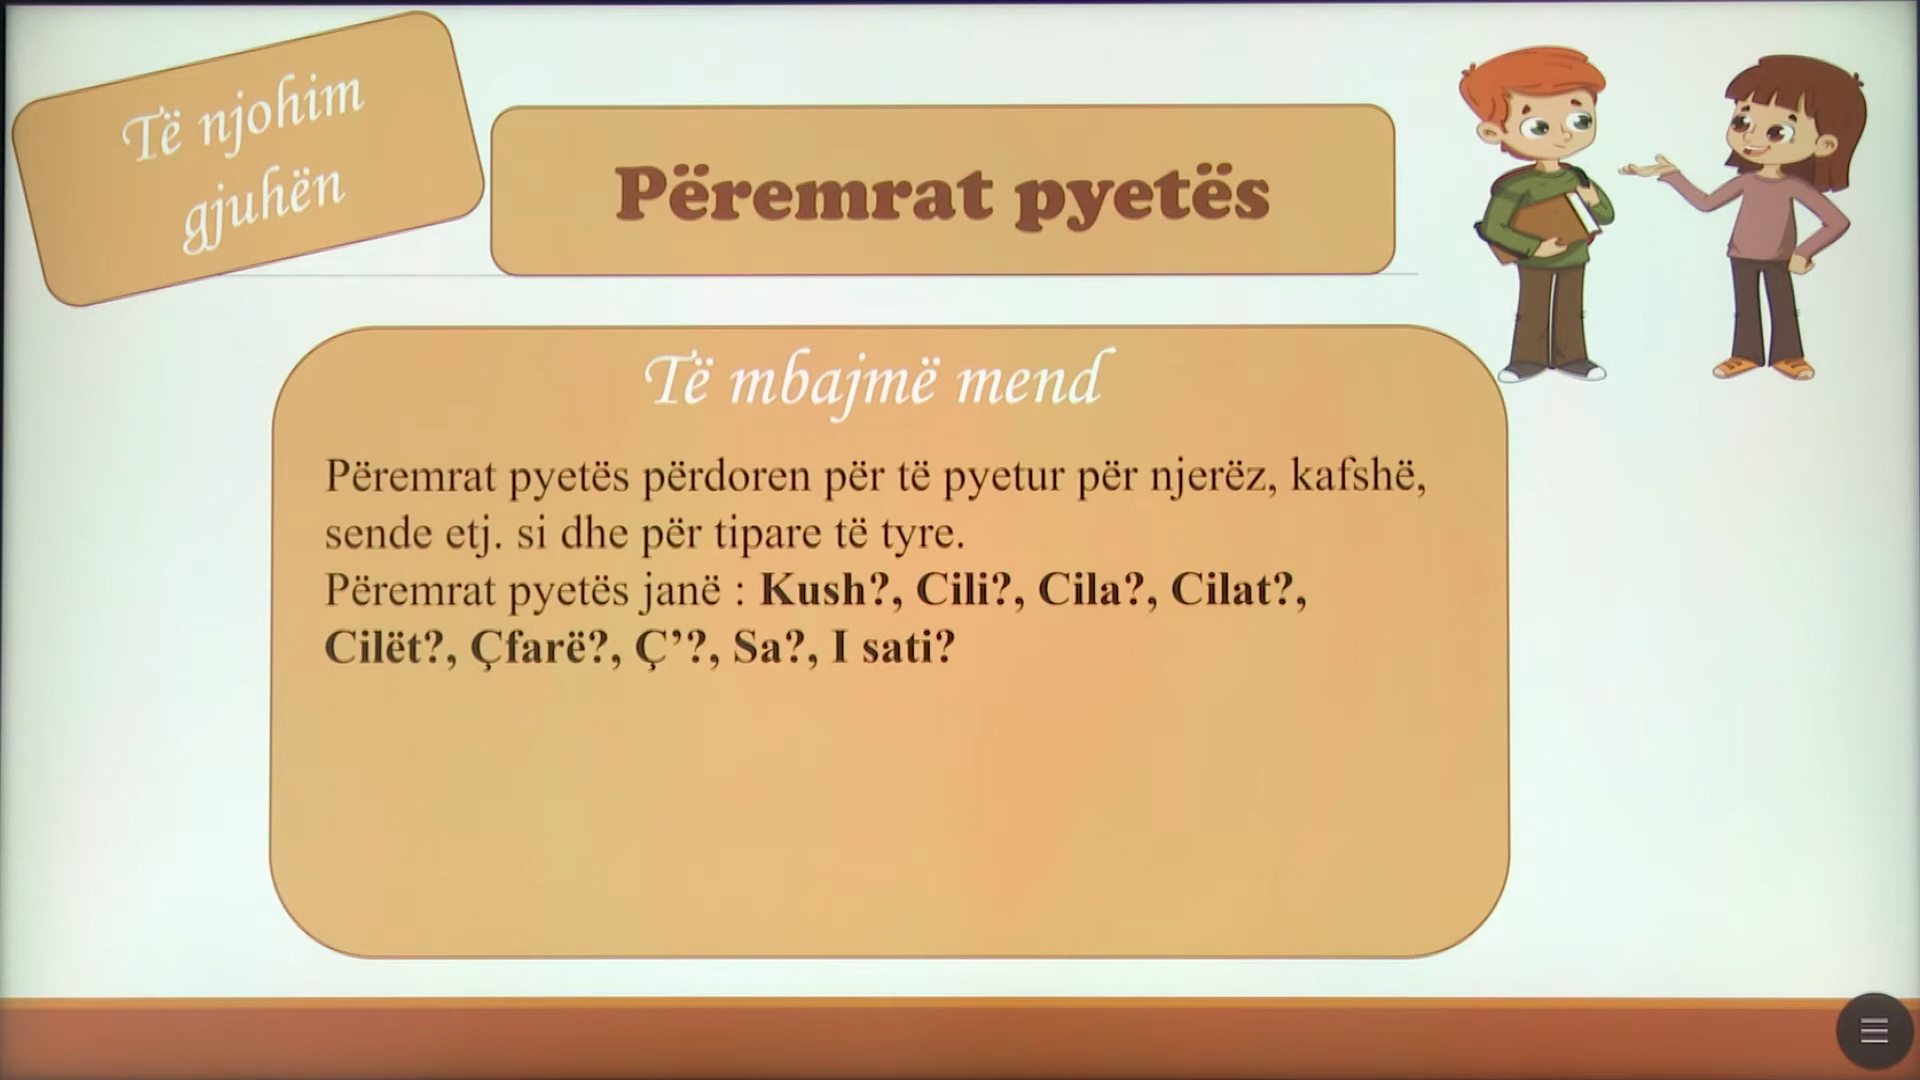 Të njohim
gjuhën
Përemrat pyetës
Të mbajmë mend
Përemrat pyetës përdoren për të pyetur për njerëz, kafshë,
sende etj. si dhe për tipare të tyre.
Përemrat pyetës janë : Kush?, Cili?, Cila?, Cilat?,
Cilët?, Çfarë?, Ç’?, Sa?, I sati?